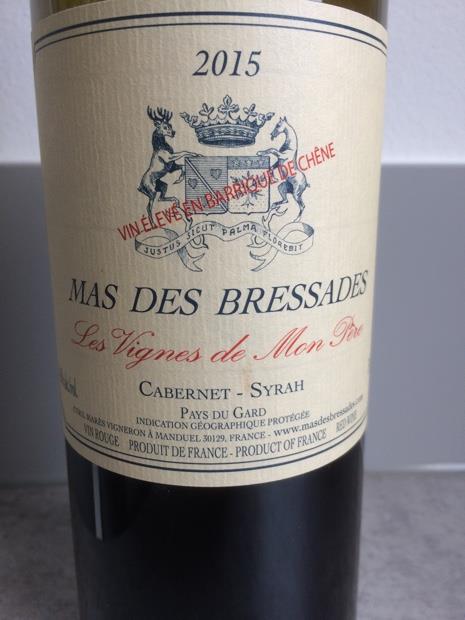 2015
VIN ÉLEVÉ EN BARRIQUE DE CHÊNE
JUSTUS SICUT PALMA FLOREBIT
MAS DES BRESSADES
Les Vignes de Mon Père
CABERNET - SYRAH
PAYS DU GARD
INDICATION GÉOGRAPHIQUE PROTÉGÉE
CYRIL MARÈS VIGNERON À MANDUEL 30129, FRANCE - www.masdesbressades.com
VIN ROUGE PRODUIT DE FRANCE - PRODUCT OF FRANCE RED WINE